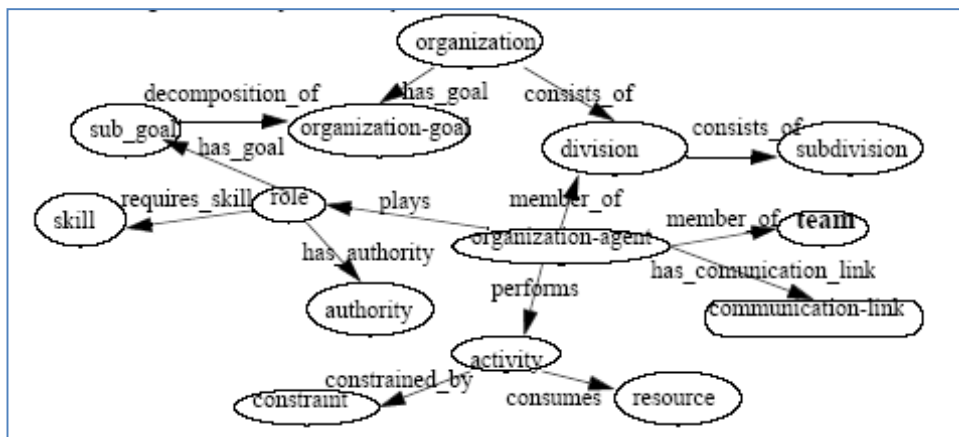 organization
decomposition_of
has_goal
consists_of
sub_goal
organization-goal
consists_of
has_goal
division
subdivision
requires_skill
role
plays
member_of
member_of
team
skill
organization-agent
has_authority
has_comunication_link
performs
authority
communication-link
activity
constrained_by
constraint
consumes
resource